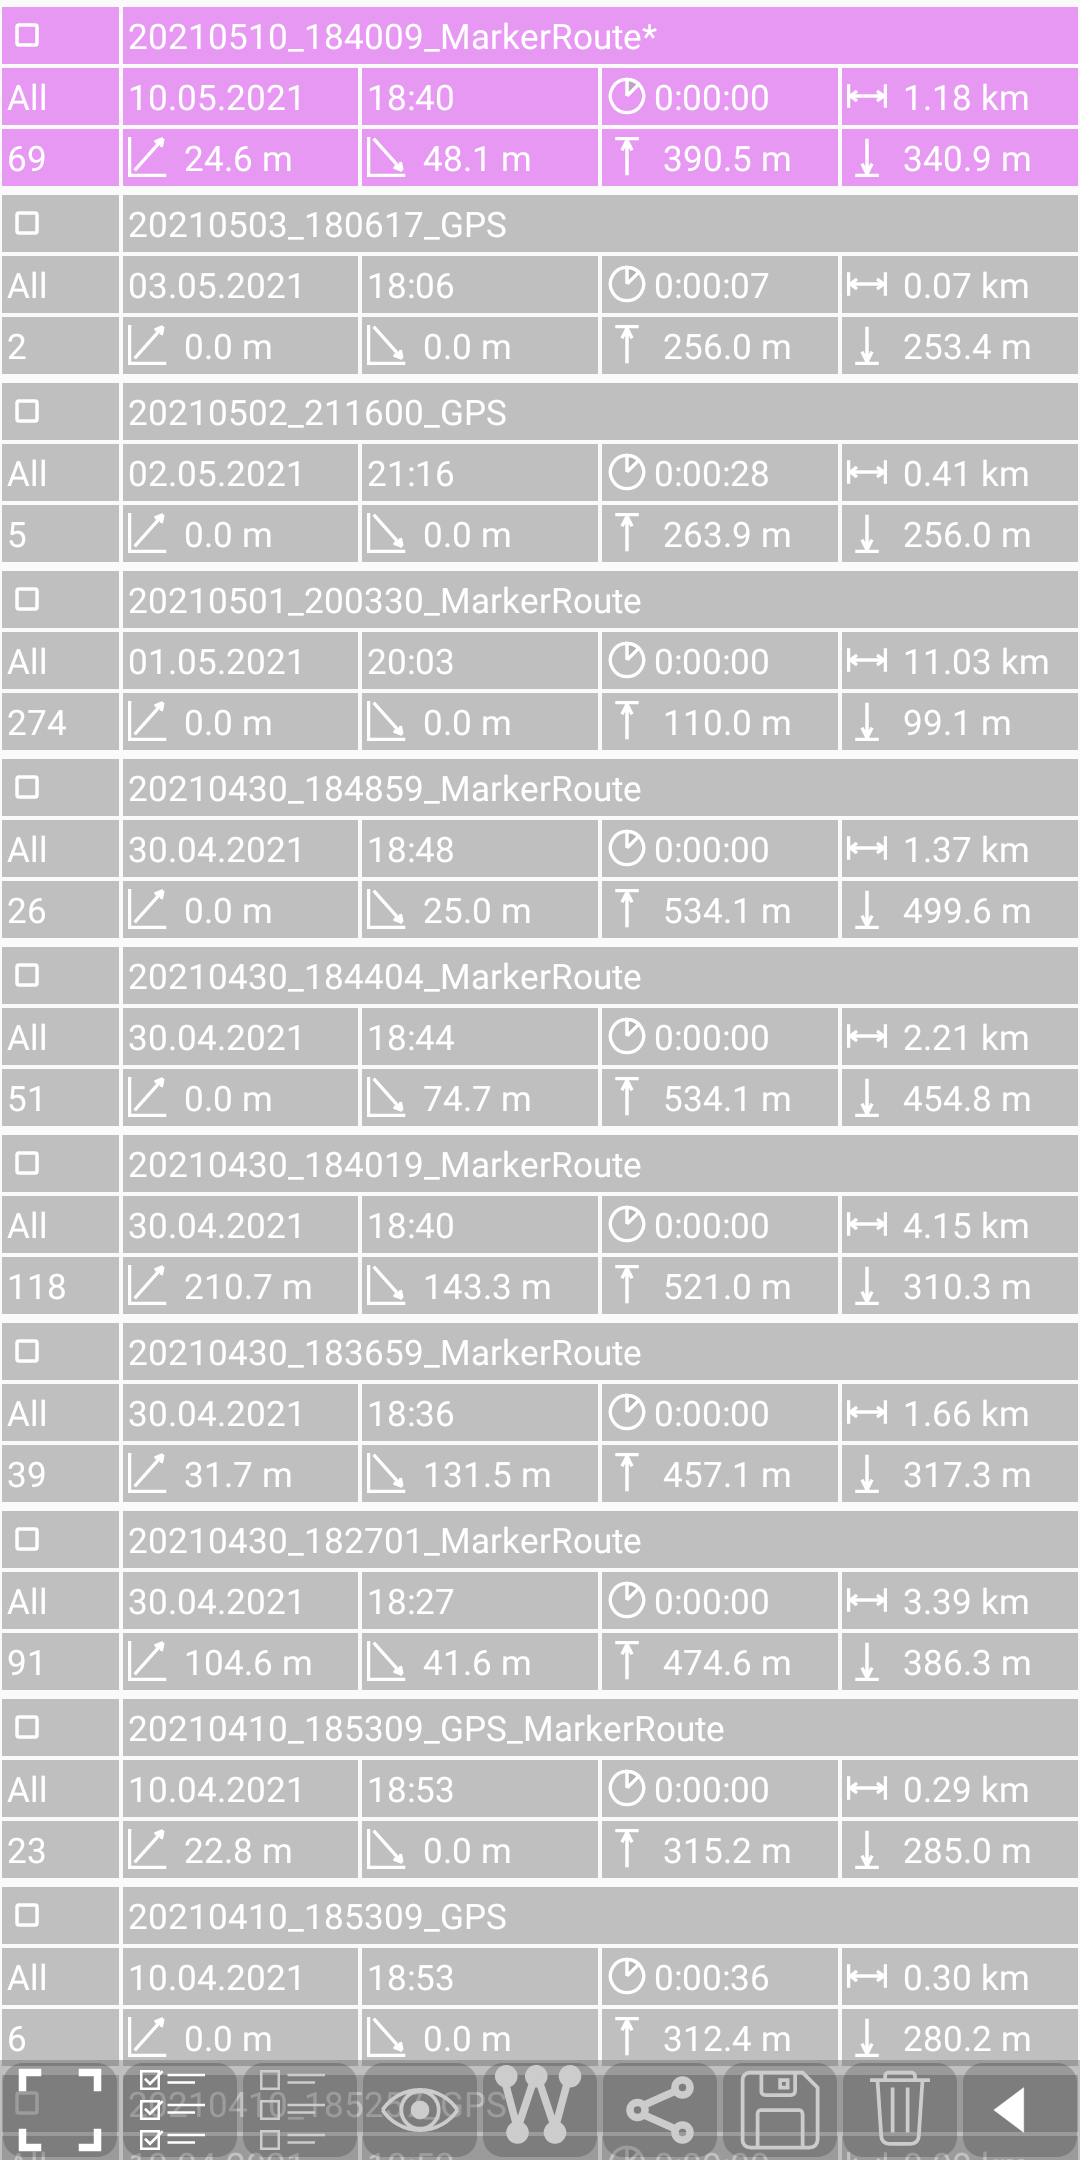 20210510_184009_MarkerRoute*
All 10.05.2021 18:40 0:00:00 1.18 km
69 24.6 m 48.1 m 390.5 m 340.9 m
20210503_180617_GPS
All 03.05.2021 18:06 0:00:07 0.07 km
2 0.0 m 0.0 m 256.0 m 253.4 m
20210502_211600_GPS
All 02.05.2021 21:16 0:00:28 0.41 km
5 0.0 m 0.0 m 263.9 m 256.0 m
20210501_200330_MarkerRoute
All 01.05.2021 20:03 0:00:00 11.03 km
274 0.0 m 0.0 m 110.0 m 99.1 m
20210430_184859_MarkerRoute
All 30.04.2021 18:48 0:00:00 1.37 km
26 0.0 m 25.0 m 534.1 m 499.6 m
20210430_184404_MarkerRoute
All 30.04.2021 18:44 0:00:00 2.21 km
51 0.0 m 74.7 m 534.1 m 454.8 m
20210430_184019_MarkerRoute
All 30.04.2021 18:40 0:00:00 4.15 km
118 210.7 m 143.3 m 521.0 m 310.3 m
20210430_183659_MarkerRoute
All 30.04.2021 18:36 0:00:00 1.66 km
39 31.7 m 131.5 m 457.1 m 317.3 m
20210430_182701_MarkerRoute
All 30.04.2021 18:27 0:00:00 3.39 km
91 104.6 m 41.6 m 474.6 m 386.3 m
20210410_185309_GPS_MarkerRoute
All 10.04.2021 18:53 0:00:00 0.29 km
23 22.8 m 0.0 m 315.2 m 285.0 m
20210410_185309_GPS
All 10.04.2021 18:53 0:00:36 0.30 km
6 0.0 m 0.0 m 312.4 m 280.2 m